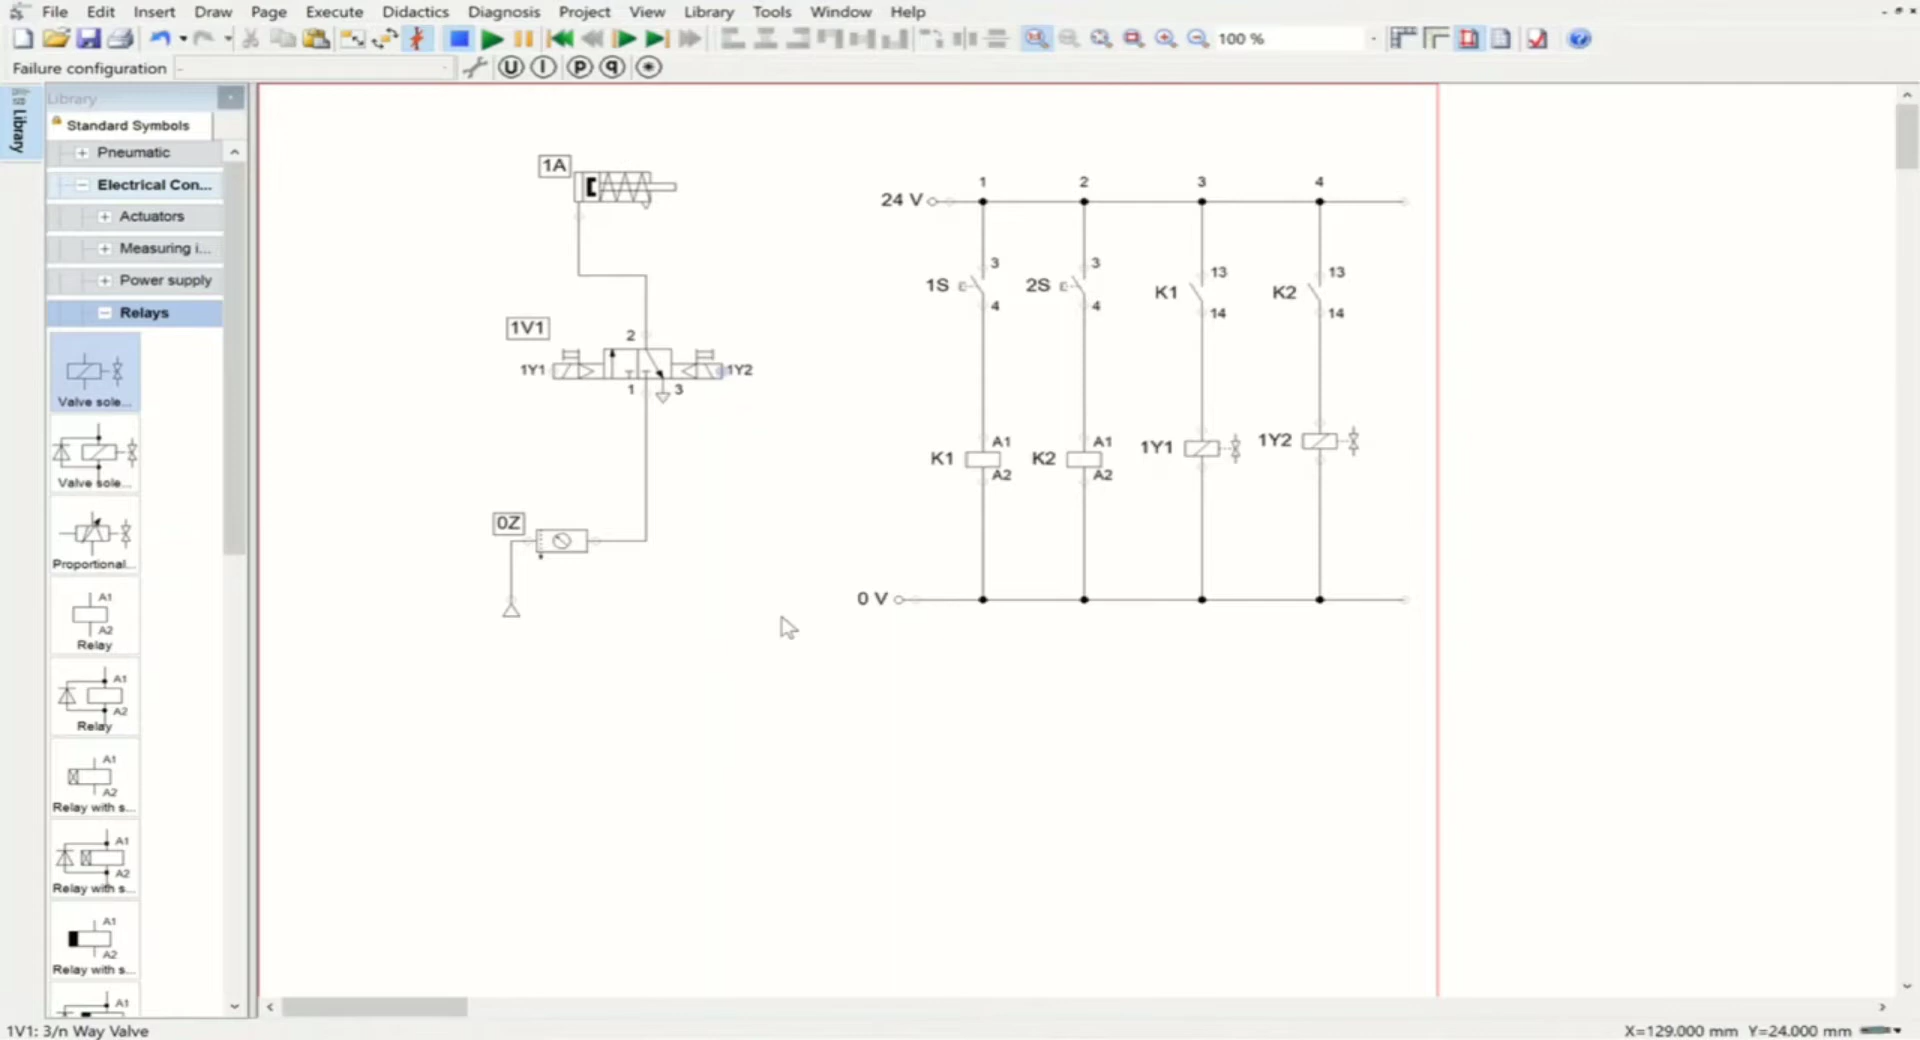 File Edit Insert Draw Page Execute Didactics Diagnosis Project View Library Tools Window Help
100 %
Failure configuration -
U I p q
Library
Library
Standard Symbols
Pneumatic
Electrical Con...
Actuators
Measuring i...
Power supply
Relays
Valve sole...
Valve sole...
Proportional...
A1
A2
Relay
A1
A2
Relay
A1
A2
Relay with s...
A1
A2
Relay with s...
A1
A2
Relay with s...
A1
1A
1V1
2
1Y1 1Y2
1 3
0Z
1 2 3 4
24 V
3 3
1S 2S
4 4
13 13
K1 K2
14 14
A1 A1
K1 K2
A2 A2
1Y1 1Y2
0 V
1V1: 3/n Way Valve
X=129.000 mm Y=24.000 mm